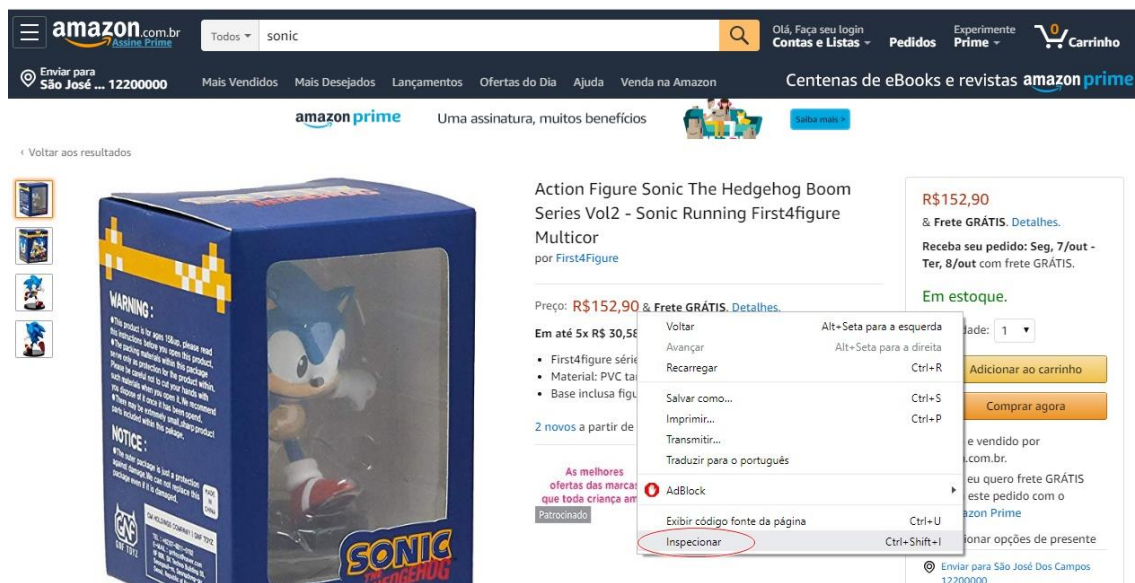 amazon.com.br
Assine Prime
Todos
sonic
Olá, Faça seu login
Contas e Listas
Pedidos
Experimente
Prime
0
Carrinho
Enviar para
São José ... 12200000
Mais Vendidos Mais Desejados Lançamentos Ofertas do Dia Ajuda Venda na Amazon
Centenas de eBooks e revistas amazon prime
amazon prime Uma assinatura, muitos benefícios Saiba mais >
‹ Voltar aos resultados
WARNING :
NOTICE :
MADE
IN
CHINA
GNF TOYZ
SONIC
THE
HEDGEHOG
Action Figure Sonic The Hedgehog Boom
Series Vol2 - Sonic Running First4figure
Multicor
por First4Figure
Preço: R$152,90 & Frete GRÁTIS. Detalhes.
Em até 5x R$ 30,58
• First4figure série
• Material: PVC
• Base inclusa
2 novos a partir de
As melhores
ofertas das marcas
que toda criança
Patrocinado
Voltar Alt+Seta para a esquerda
Avançar Alt+Seta para a direita
Recarregar Ctrl+R
Salvar como... Ctrl+S
Imprimir... Ctrl+P
Transmitir...
Traduzir para o português
AdBlock
Exibir código fonte da página Ctrl+U
Inspecionar Ctrl+Shift+I
R$152,90
& Frete GRÁTIS. Detalhes.
Receba seu pedido: Seg, 7/out -
Ter, 8/out com frete GRÁTIS.
Em estoque.
dade: 1
Adicionar ao carrinho
Comprar agora
e vendido por
.com.br.
eu quero frete GRÁTIS
este pedido com o
azon Prime
ionar opções de presente
Enviar para São José Dos Campos
12200000